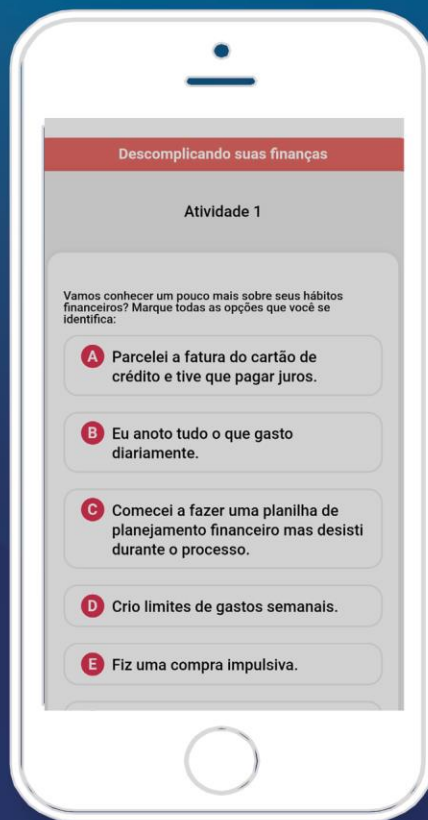 Descomplicando suas finanças
Atividade 1
Vamos conhecer um pouco mais sobre seus hábitos
financeiros? Marque todas as opções que você se
identifica:
A Parcelei a fatura do cartão de
crédito e tive que pagar juros.
B Eu anoto tudo o que gasto
diariamente.
C Comecei a fazer uma planilha de
planejamento financeiro mas desisti
durante o processo.
D Crio limites de gastos semanais.
E Fiz uma compra impulsiva.